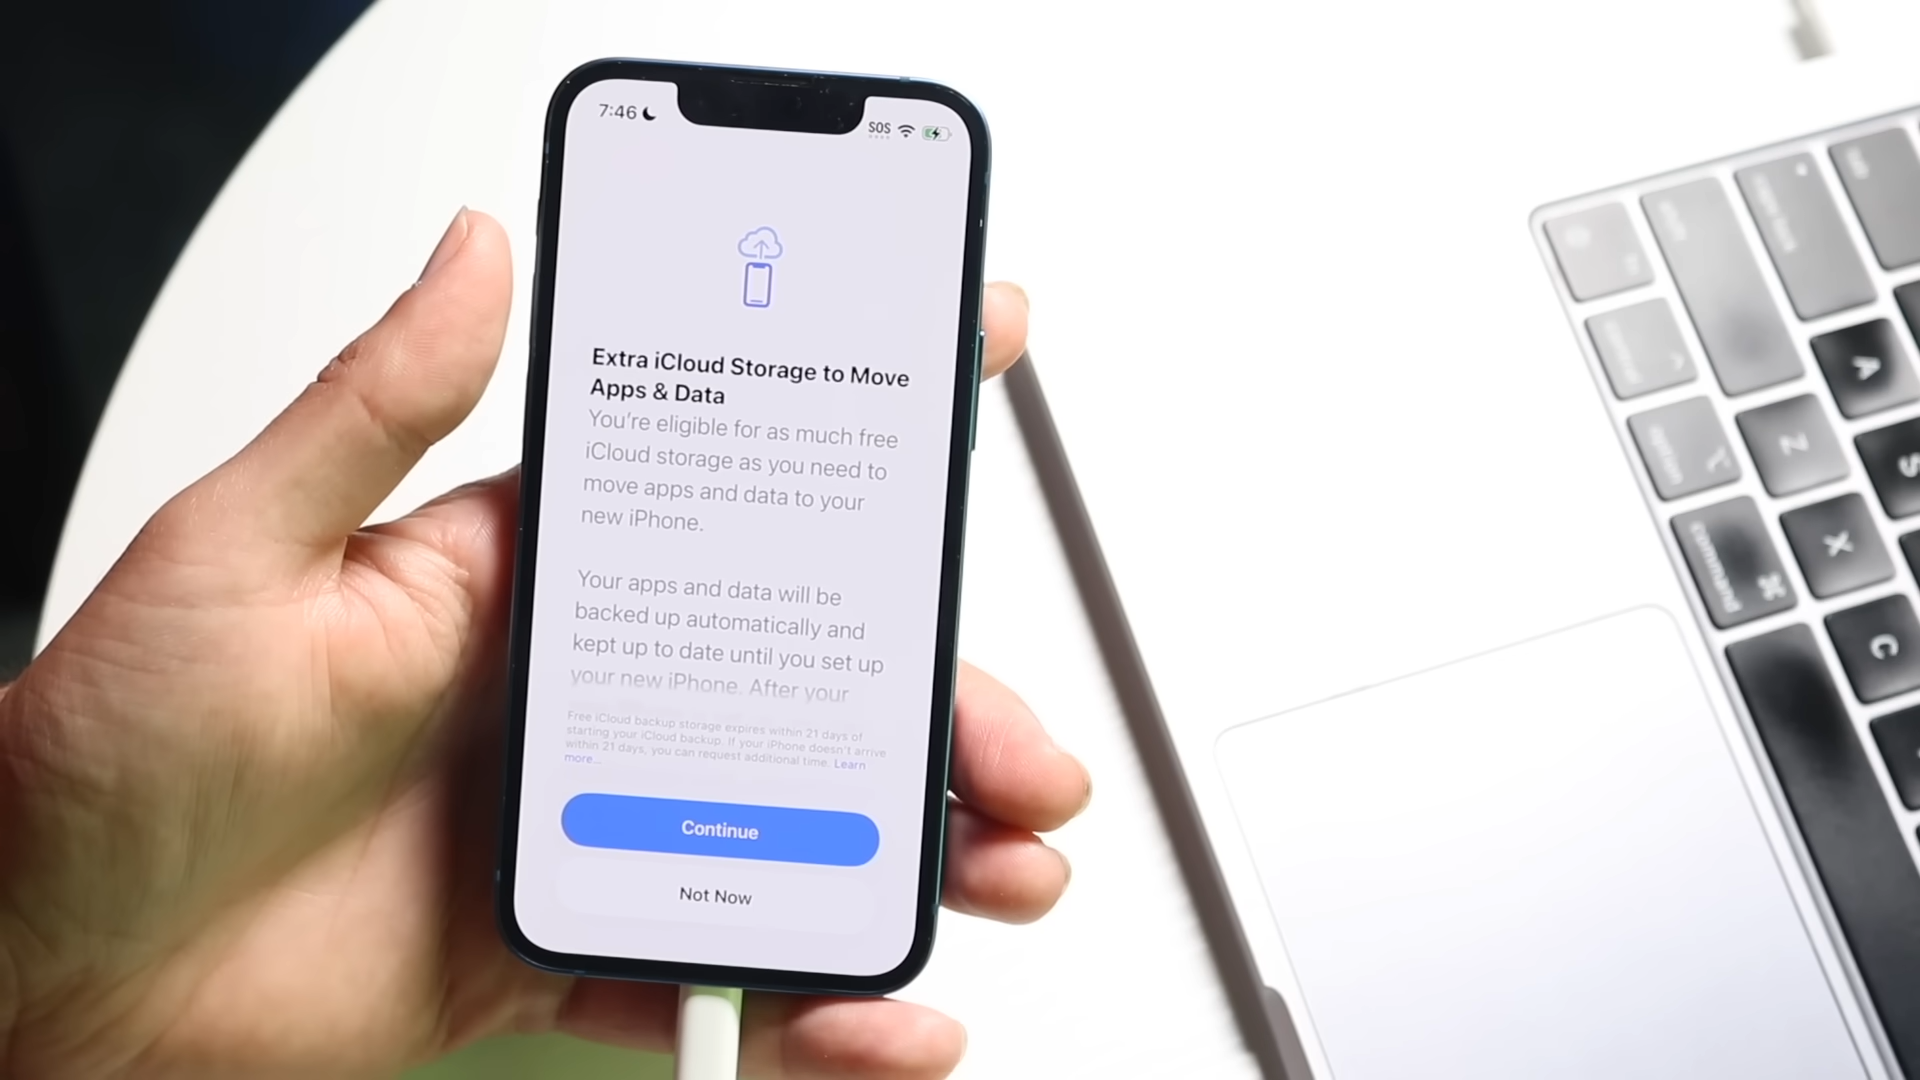 7:46
SOS
Extra iCloud Storage to Move
Apps & Data
You're eligible for as much free
iCloud storage as you need to
move apps and data to your
new iPhone.
Your apps and data will be
backed up automatically and
kept up to date until you set up
your new iPhone. After your
Free iCloud backup storage expires within 21 days of
starting your iCloud backup. If your iPhone doesn't arrive
within 21 days, you can request additional time. Learn
more...
Continue
Not Now
A
Z
S
option
X
command
C